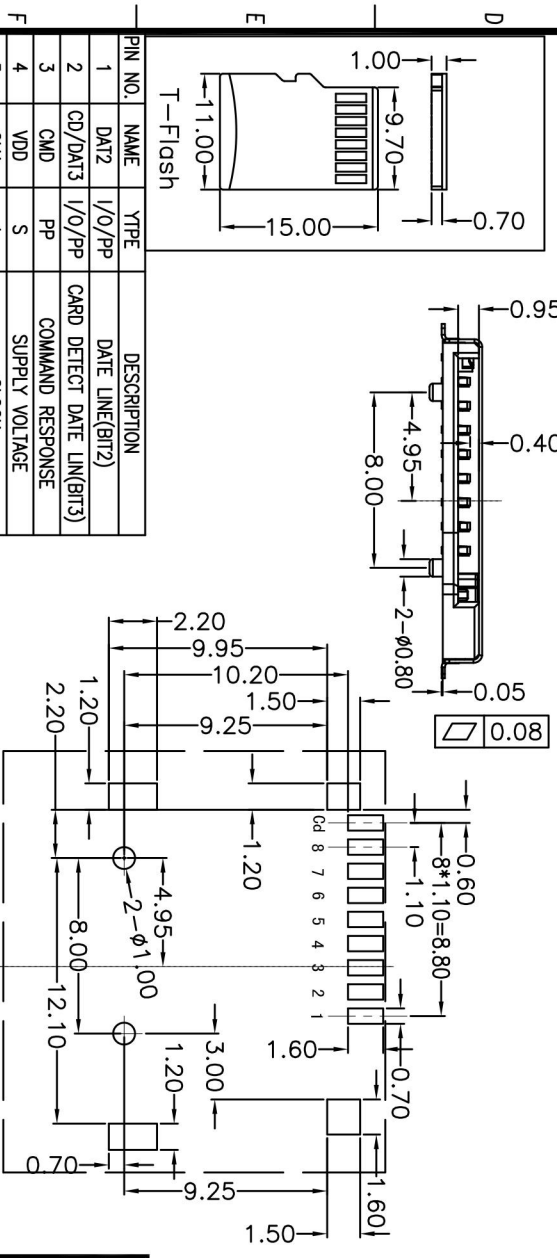 D
E
F
1.00
9.70
0.70
11.00
15.00
T-Flash
0.95
0.40
4.95
8.00
2-ø0.80
0.05
0.08
PIN NO. NAME YTPE DESCRIPTION
1 DAT2 I/O/PP DATE LINE(BIT2)
2 CD/DAT3 I/O/PP CARD DETECT DATE LIN(BIT3)
3 CMD PP COMMAND RESPONSE
4 VDD S SUPPLY VOLTAGE
2.20
9.95
10.20
1.50
9.25
1.20
2.20
1.20
0.60
8*1.10=8.80
1.10
Cd 8 7 6 5 4 3 2 1
4.95
2-ø1.00
8.00
12.10
3.00
1.60
0.70
1.20
0.70
9.25
1.60
1.50